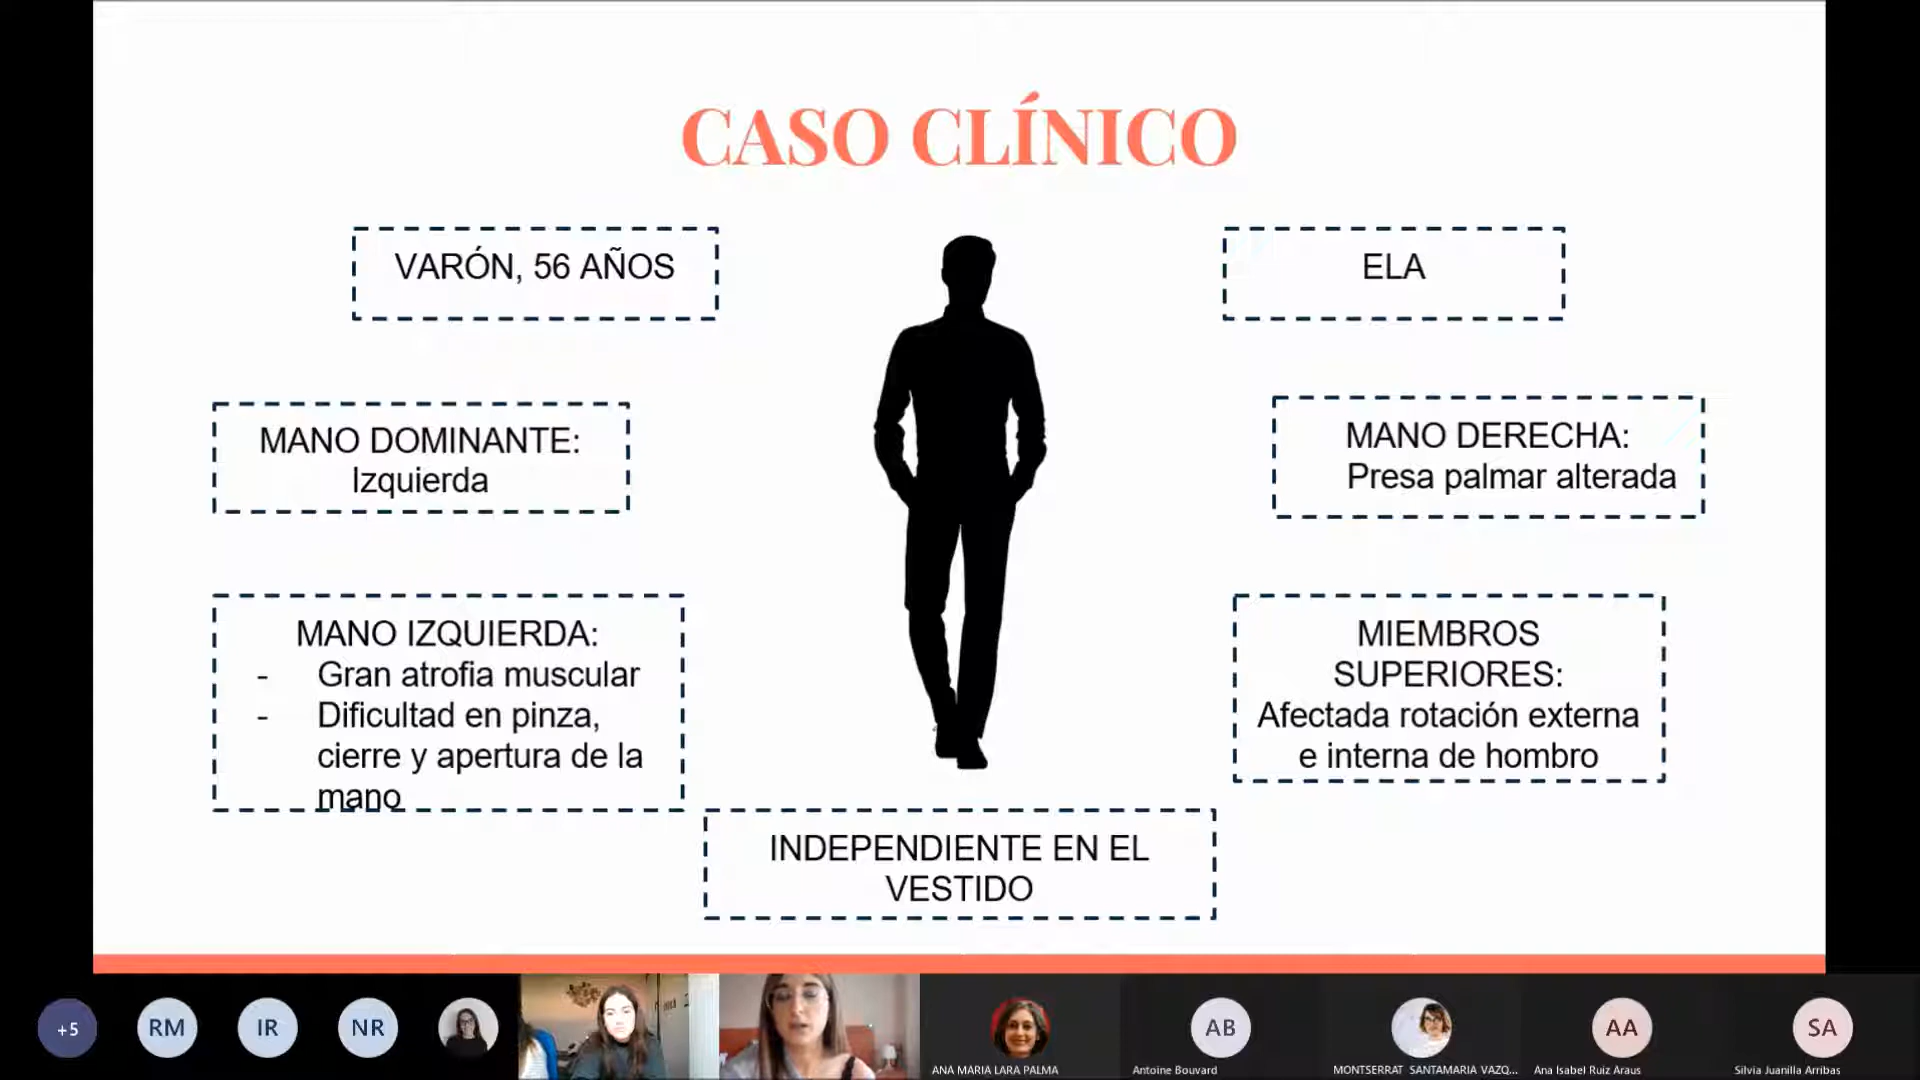 CASO CLÍNICO
VARÓN, 56 AÑOS
ELA
MANO DOMINANTE:
Izquierda
MANO DERECHA:
Presa palmar alterada
MANO IZQUIERDA:
- Gran atrofia muscular
- Dificultad en pinza,
cierre y apertura de la
mano
MIEMBROS
SUPERIORES:
Afectada rotación externa
e interna de hombro
INDEPENDIENTE EN EL
VESTIDO
+5
RM
IR
NR
ANA MARIA LARA PALMA
AB
Antoine Bouvard
MONTSERRAT SANTAMARIA VAZQ...
AA
Ana Isabel Ruiz Araus
SA
Silvia Juanilla Arribas